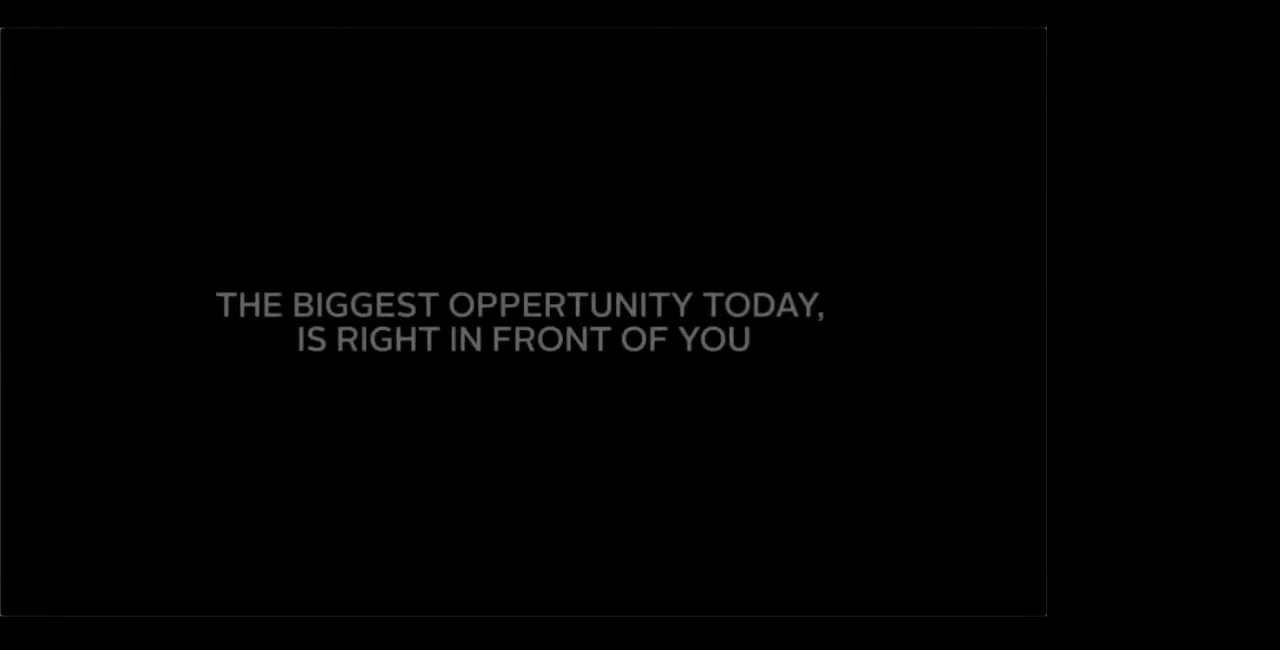 THE BIGGEST OPPERTUNITY TODAY,
IS RIGHT IN FRONT OF YOU